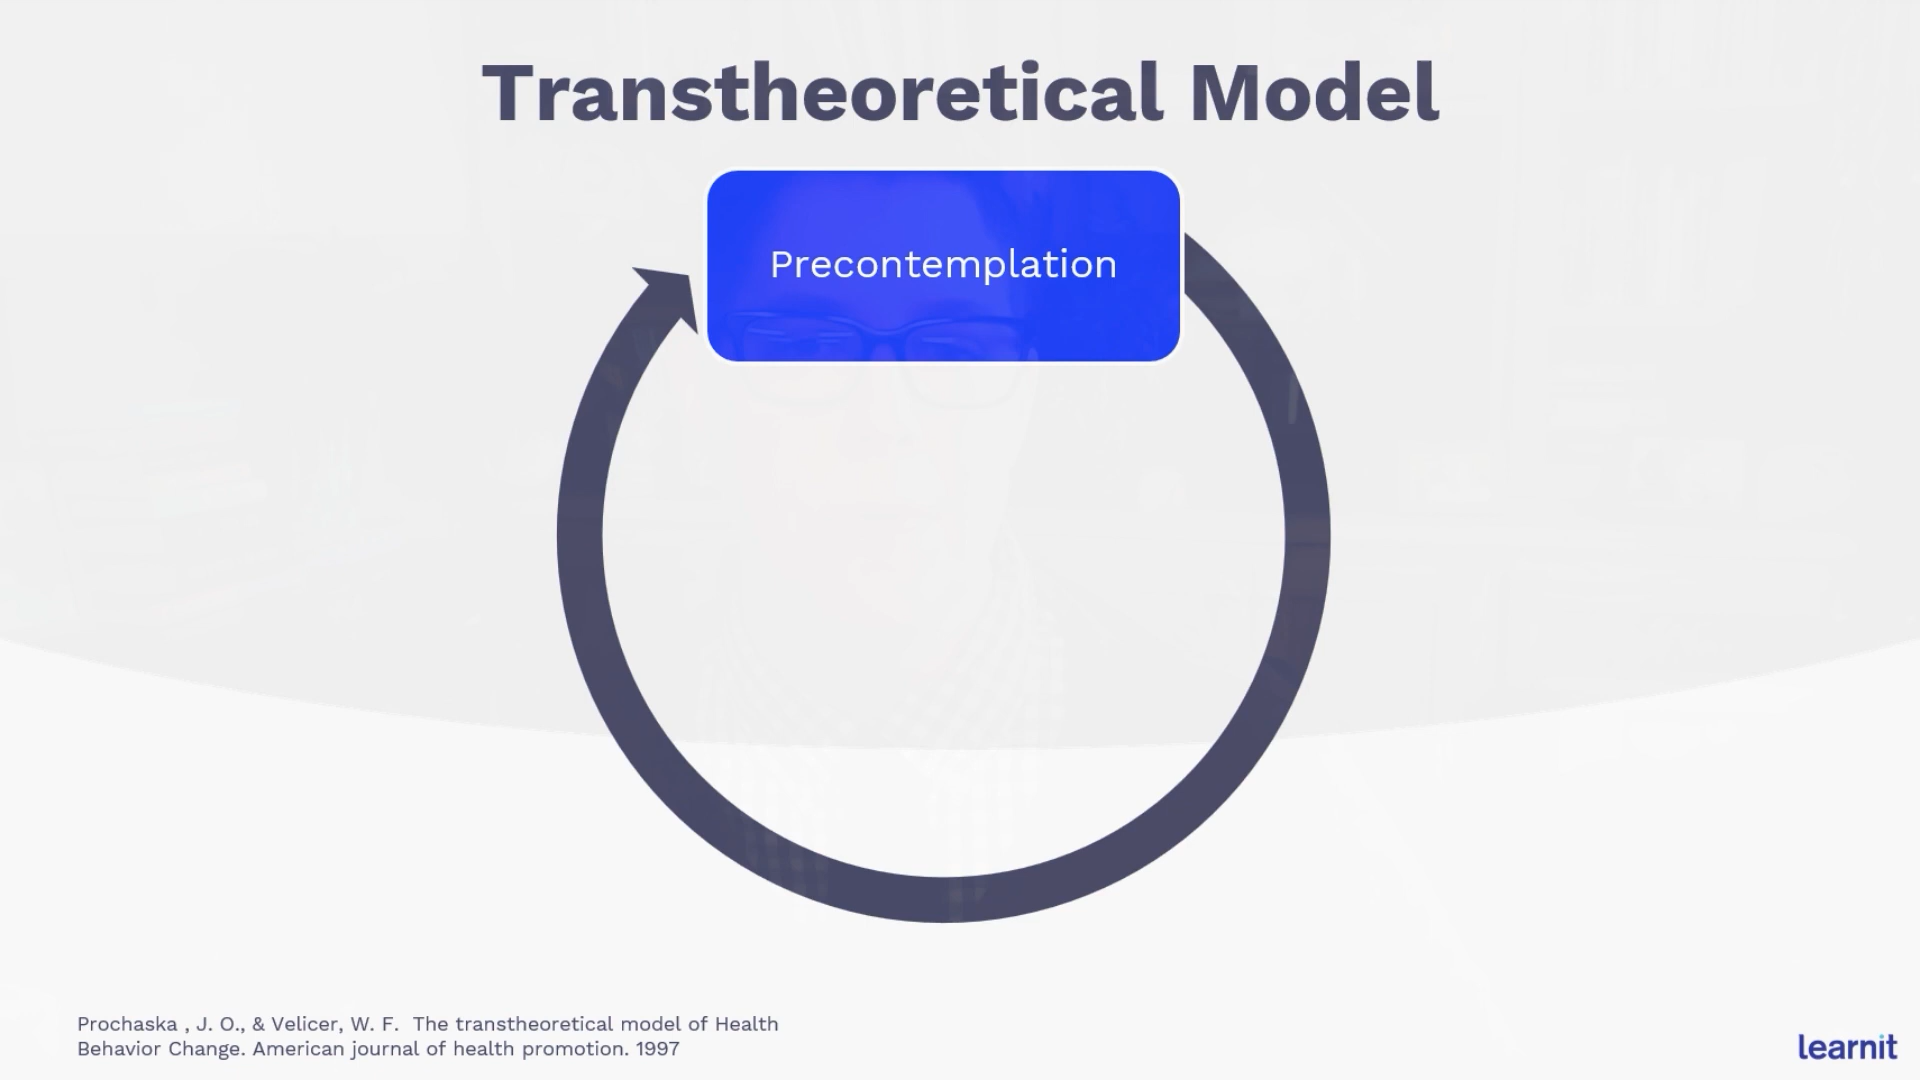 Transtheoretical Model
Precontemplation
Prochaska , J. O., & Velicer, W. F.  The transtheoretical model of Health
Behavior Change. American journal of health promotion. 1997
learnit